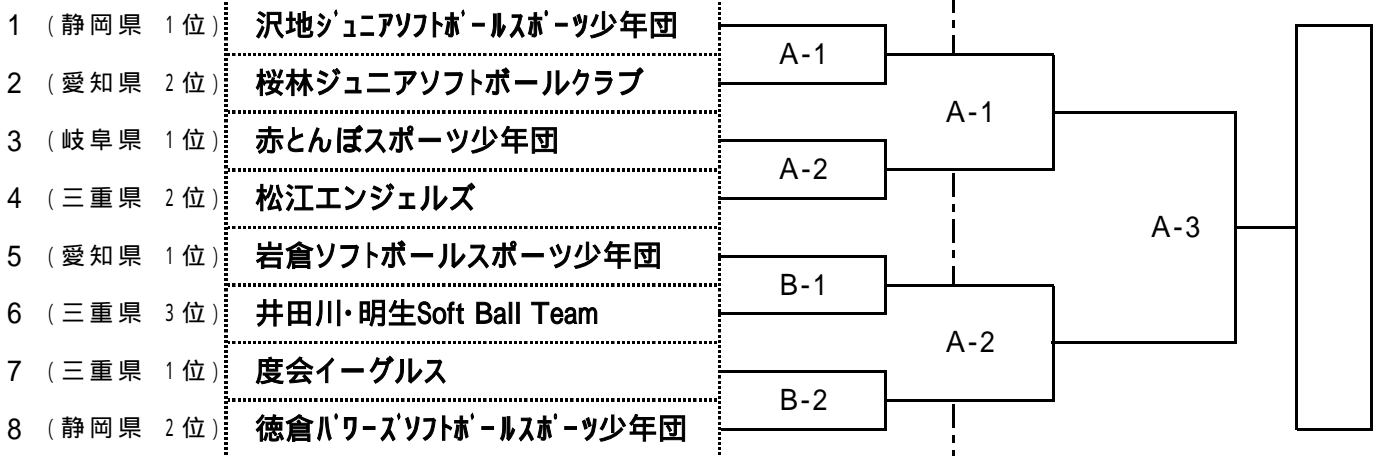 1 (静岡県 1位) 沢地ｼﾞｭﾆｱｿﾌﾄﾎﾞｰﾙｽﾎﾟｰﾂ少年団
A-1
2 (愛知県 2位) 桜林ジュニアソフトボールクラブ
A-1
3 (岐阜県 1位) 赤とんぼスポーツ少年団
A-2
4 (三重県 2位) 松江エンジェルズ
A-3
5 (愛知県 1位) 岩倉ソフトボールスポーツ少年団
B-1
6 (三重県 3位) 井田川・明生Soft Ball Team
A-2
7 (三重県 1位) 度会イーグルス
B-2
8 (静岡県 2位) 徳倉ﾊﾟﾜｰｽﾞｿﾌﾄﾎﾞｰﾙｽﾎﾟｰﾂ少年団